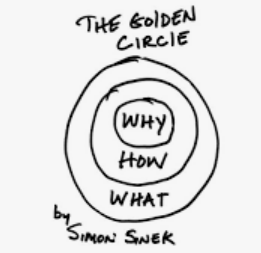 THE GOLDEN
CIRCLE
WHY
HOW
WHAT
by
SIMON SINEK